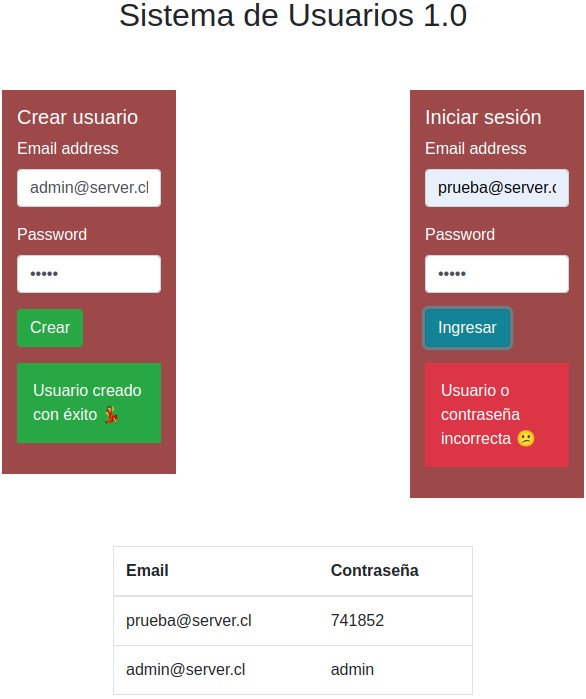 Sistema de Usuarios 1.0
Crear usuario
Email address
admin@server.cl
Password
•••••
Crear
Usuario creado
con éxito 💃
Iniciar sesión
Email address
prueba@server.c
Password
•••••
Ingresar
Usuario o
contraseña
incorrecta 😕
Email Contraseña
prueba@server.cl 741852
admin@server.cl admin